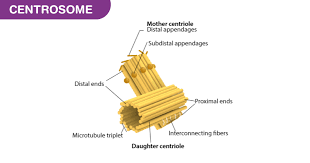 CENTROSOME
Mother centriole
Distal appendages
Subdistal appendages
Distal ends
Proximal ends
Microtubule triplet
Interconnecting fibers
Daughter centriole